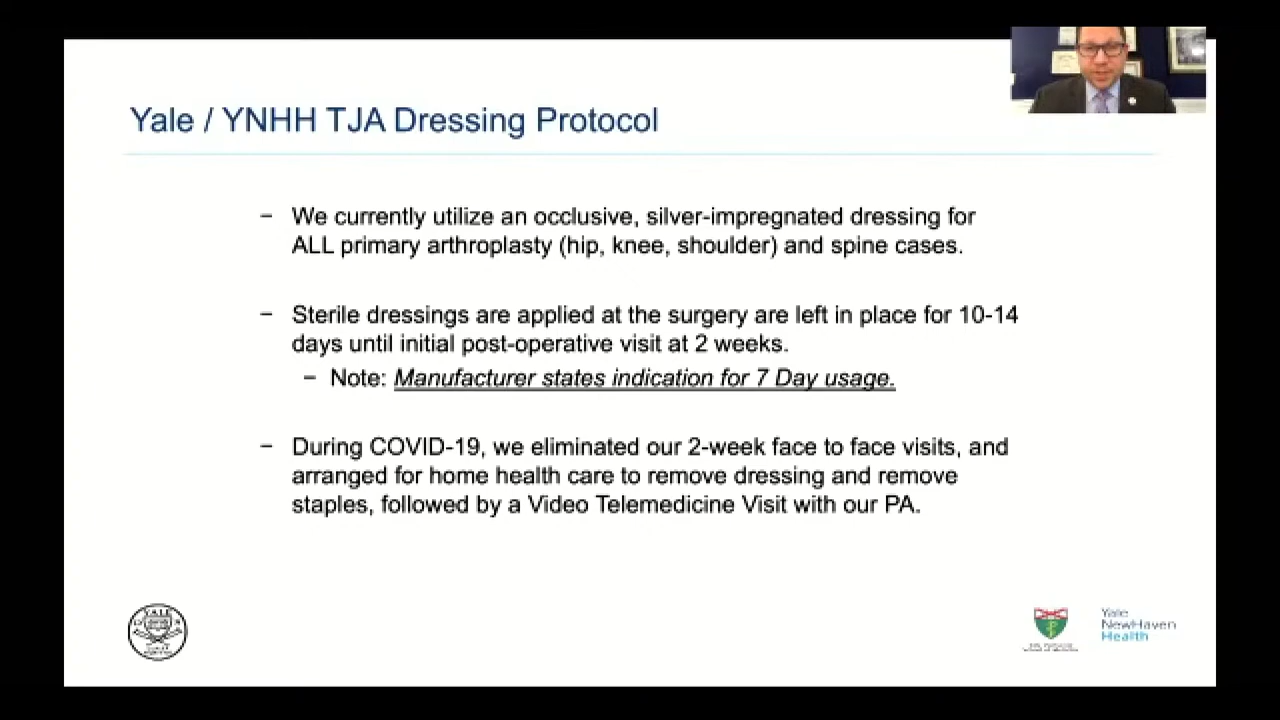 Yale / YNHH TJA Dressing Protocol
− We currently utilize an occlusive, silver-impregnated dressing for
ALL primary arthroplasty (hip, knee, shoulder) and spine cases.
− Sterile dressings are applied at the surgery are left in place for 10-14
days until initial post-operative visit at 2 weeks.
− Note: Manufacturer states indication for 7 Day usage.
− During COVID-19, we eliminated our 2-week face to face visits, and
arranged for home health care to remove dressing and remove
staples, followed by a Video Telemedicine Visit with our PA.
YALE
Yale
NewHaven
Health